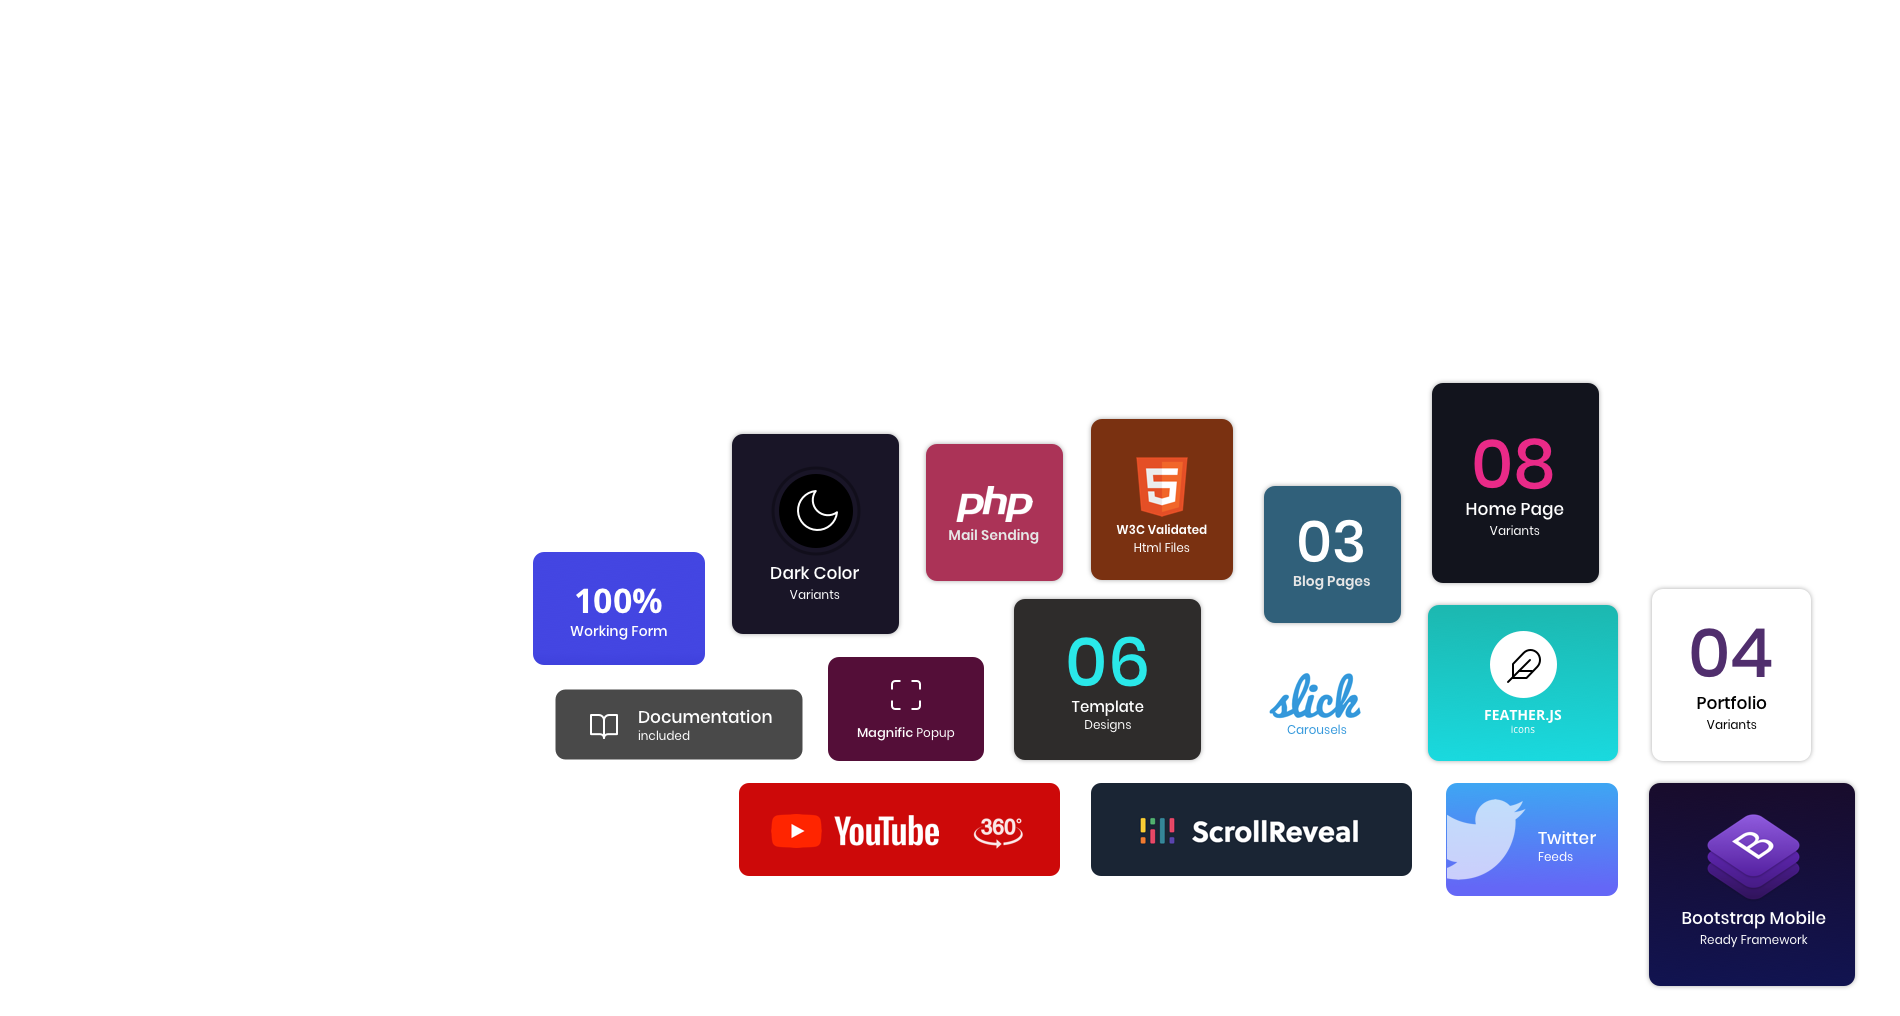 08
Home Page
Variants
Dark Color
Variants
php
Mail Sending
W3C Validated
Html Files
03
Blog Pages
100%
Working Form
06
Template
Designs
slick
Carousels
FEATHER.JS
icons
04
Portfolio
Variants
Documentation
included
Magnific Popup
YouTube 360°
ScrollReveal
Twitter
Feeds
Bootstrap Mobile
Ready Framework